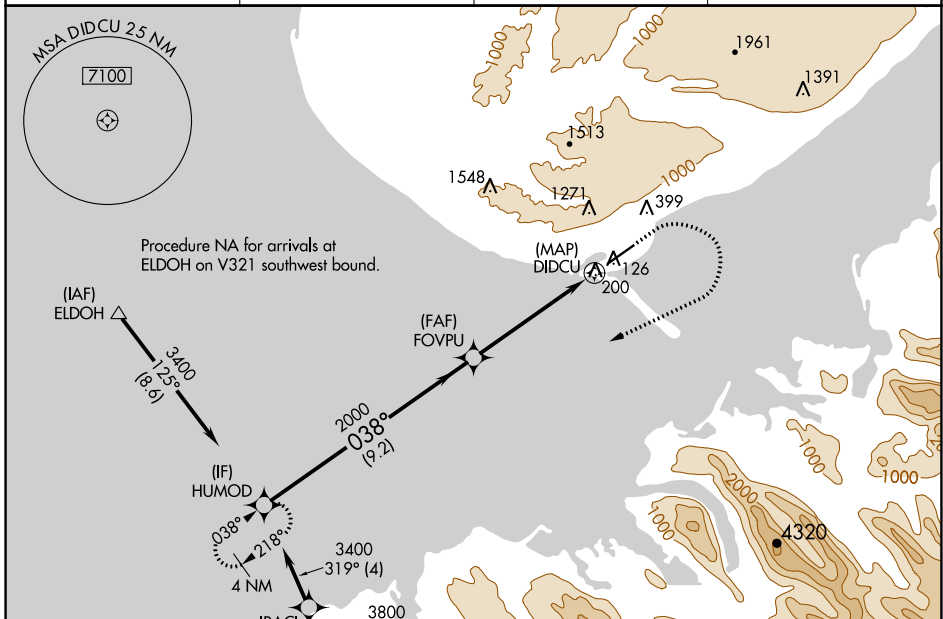 MSA DIDCU 25 NM
7100
1000
1000
1961
1391
1513
1548
1271
1000
399
Procedure NA for arrivals at
ELDOH on V321 southwest bound.
(MAP)
DIDCU
126
200
(IAF)
ELDOH
(FAF)
FOVPU
3400
125°
(8.6)
2000
038°
(9.2)
(IF)
HUMOD
038°
218°
4 NM
3400
319° (4)
3800
1000
1000
2000
1000
4320